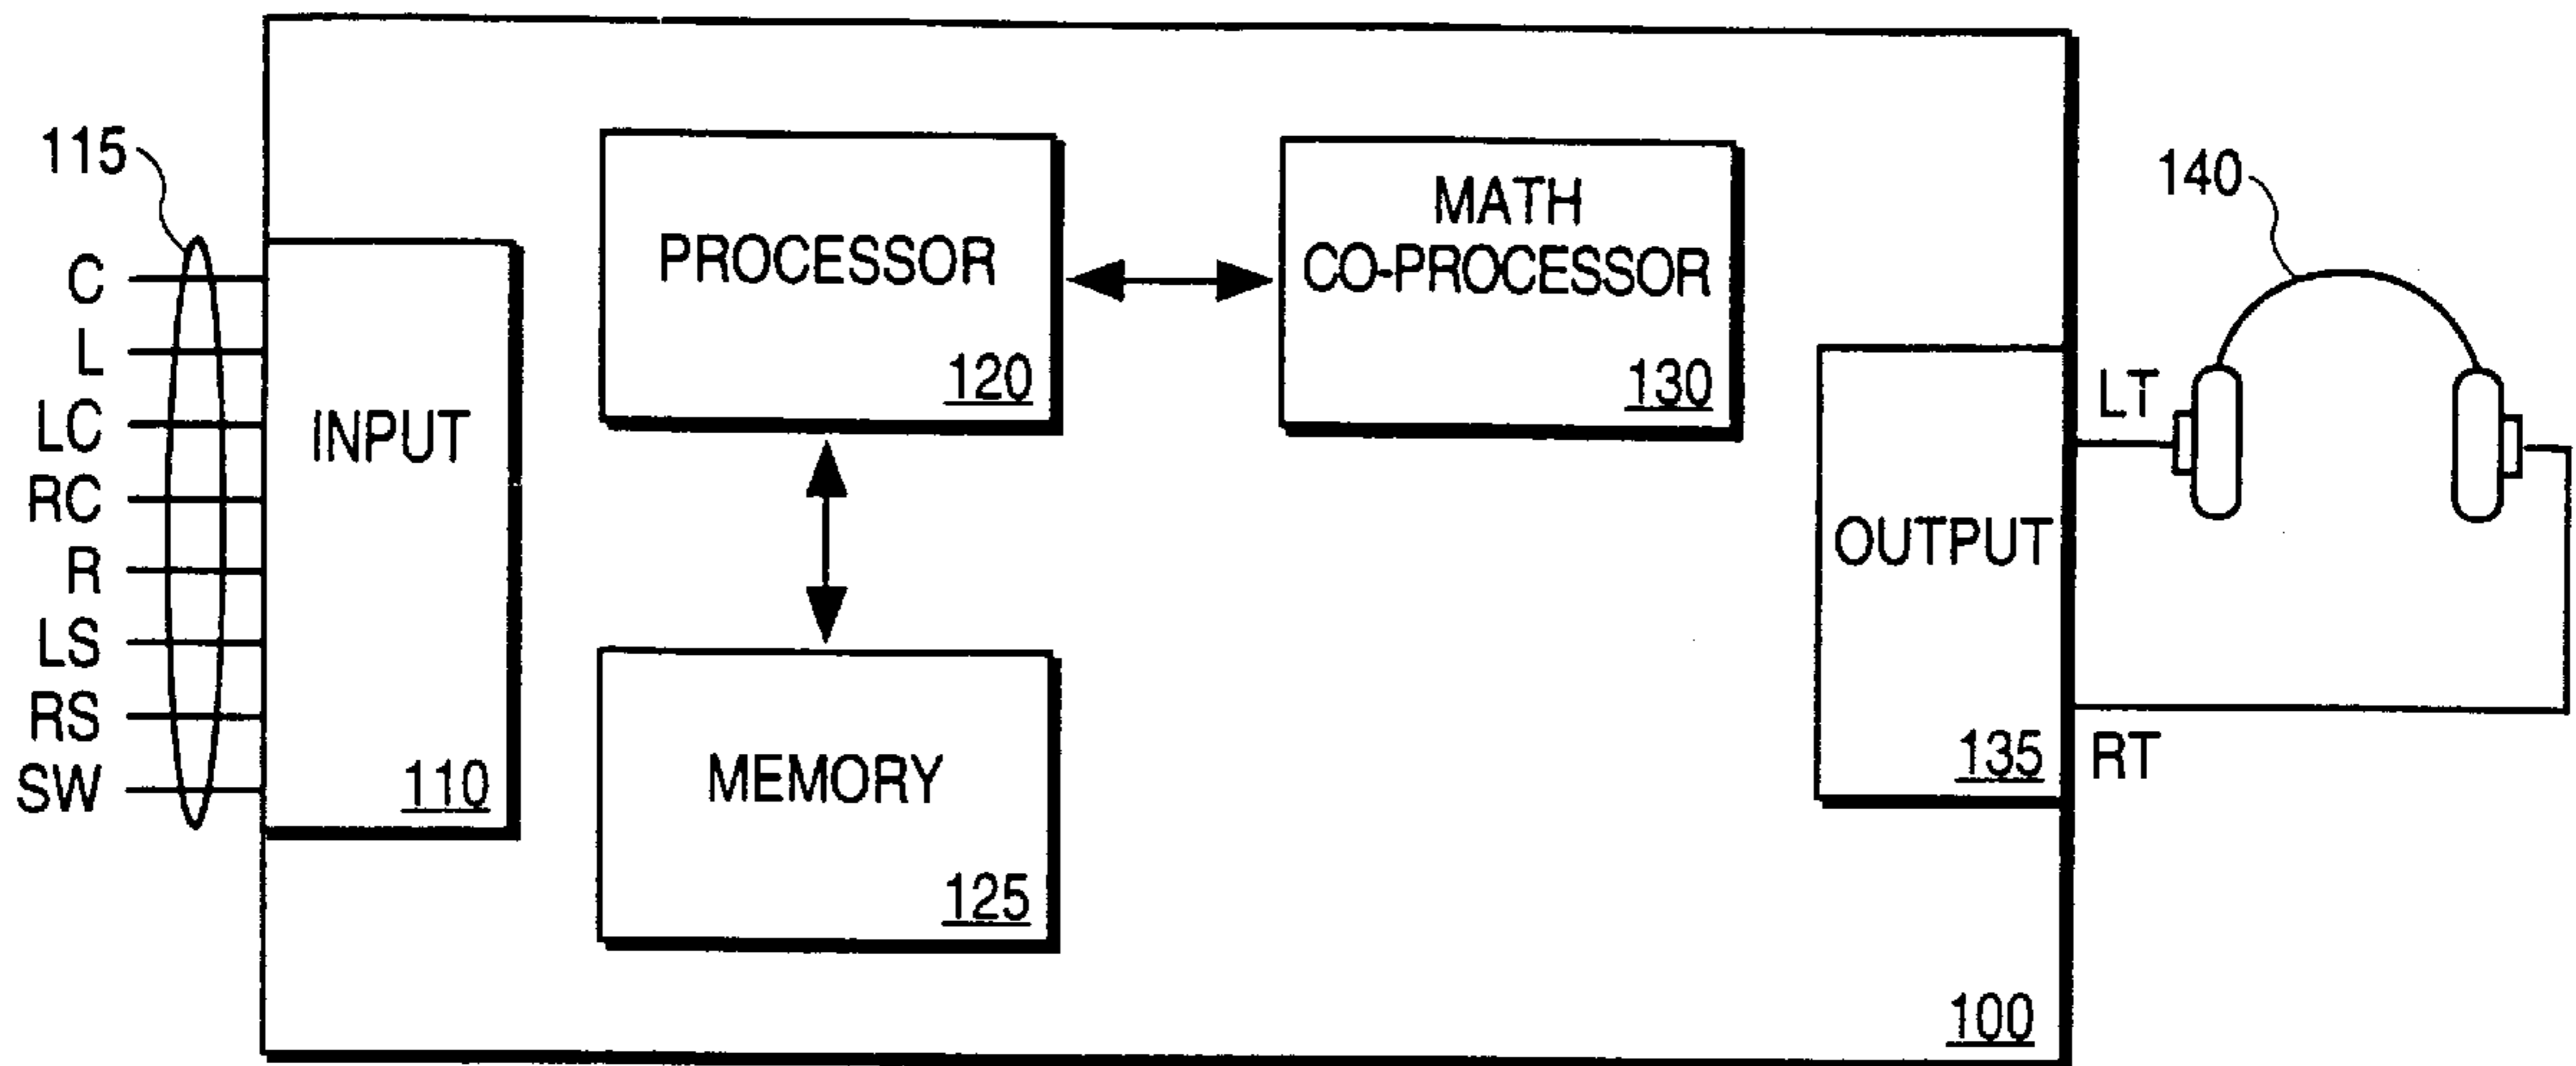 115
C
L
LC
RC
R
LS
RS
SW
INPUT
110
PROCESSOR
120
MATH
CO-PROCESSOR
130
MEMORY
125
OUTPUT
135
100
LT
RT
140